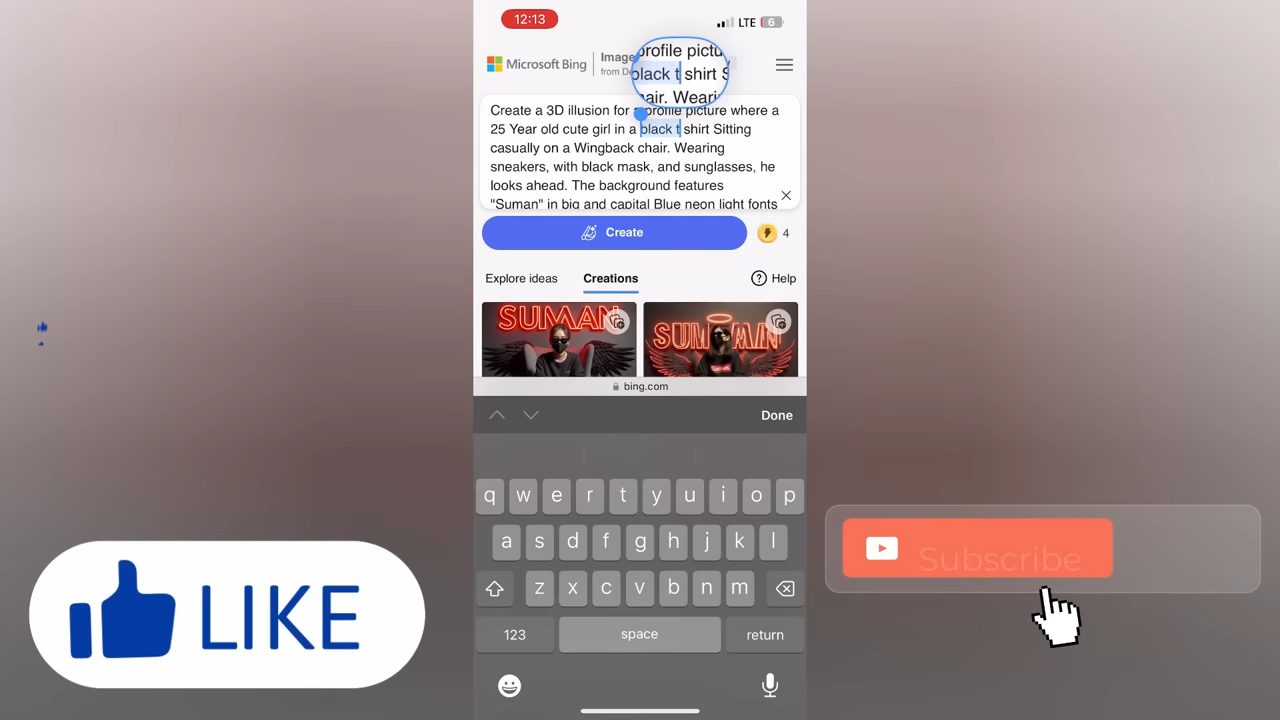 12:13
LTE 6
Microsoft Bing
Image
profile pictu
black t shirt S
hair. Wearin
Create a 3D illusion for a profile picture where a
25 Year old cute girl in a black t shirt Sitting
casually on a Wingback chair. Wearing
sneakers, with black mask, and sunglasses, he
looks ahead. The background features
"Suman" in big and capital Blue neon light fonts
Create
4
Explore ideas
Creations
Help
SUMAN
SUMAN
bing.com
Done
q w e r t y u i o p
a s d f g h j k l
z x c v b n m
123
space
return
LIKE
Subscribe